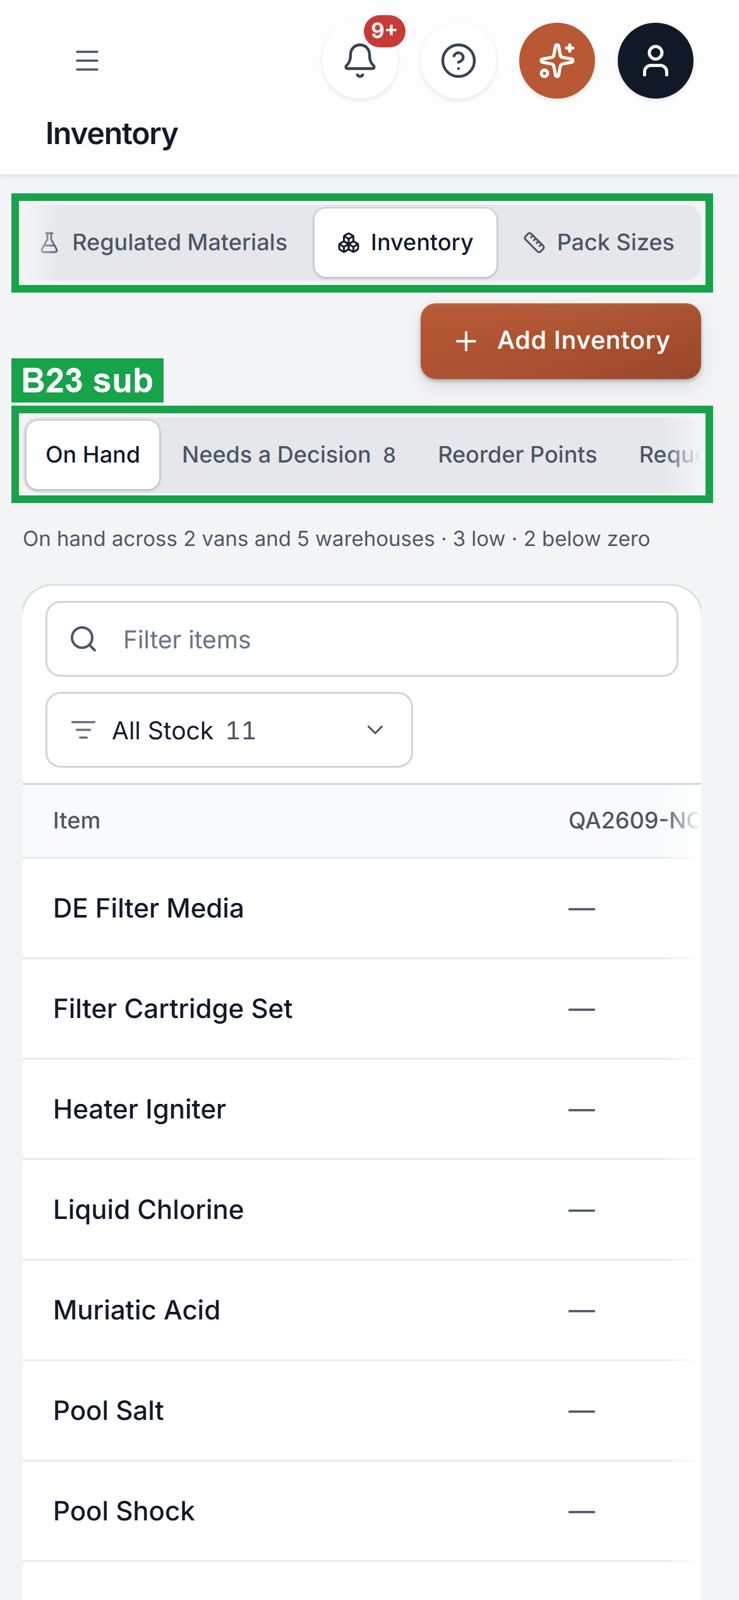 9+
Inventory
Regulated Materials Inventory Pack Sizes
+ Add Inventory
B23 sub
On Hand Needs a Decision 8 Reorder Points
On hand across 2 vans and 5 warehouses · 3 low · 2 below zero
Filter items
All Stock 11
Item QA2609-NC
DE Filter Media —
Filter Cartridge Set —
Heater Igniter —
Liquid Chlorine —
Muriatic Acid —
Pool Salt —
Pool Shock —